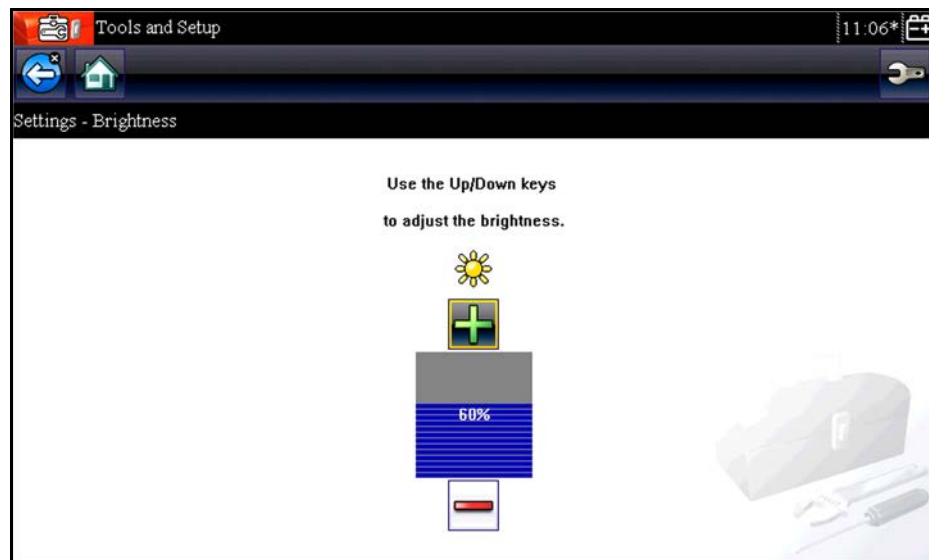 Tools and Setup
11:06*
Settings - Brightness
Use the Up/Down keys
to adjust the brightness.
60%